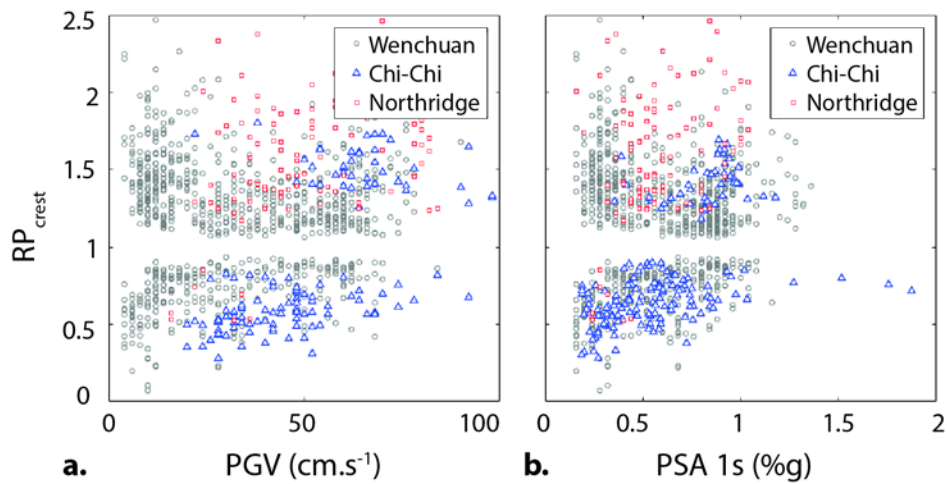 2.5
2
1.5
1
0.5
0
RPcrest
Wenchuan
Chi-Chi
Northridge
0 50 100
a. PGV (cm.s-1)
Wenchuan
Chi-Chi
Northridge
0 0.5 1 1.5 2
b. PSA 1s (%g)